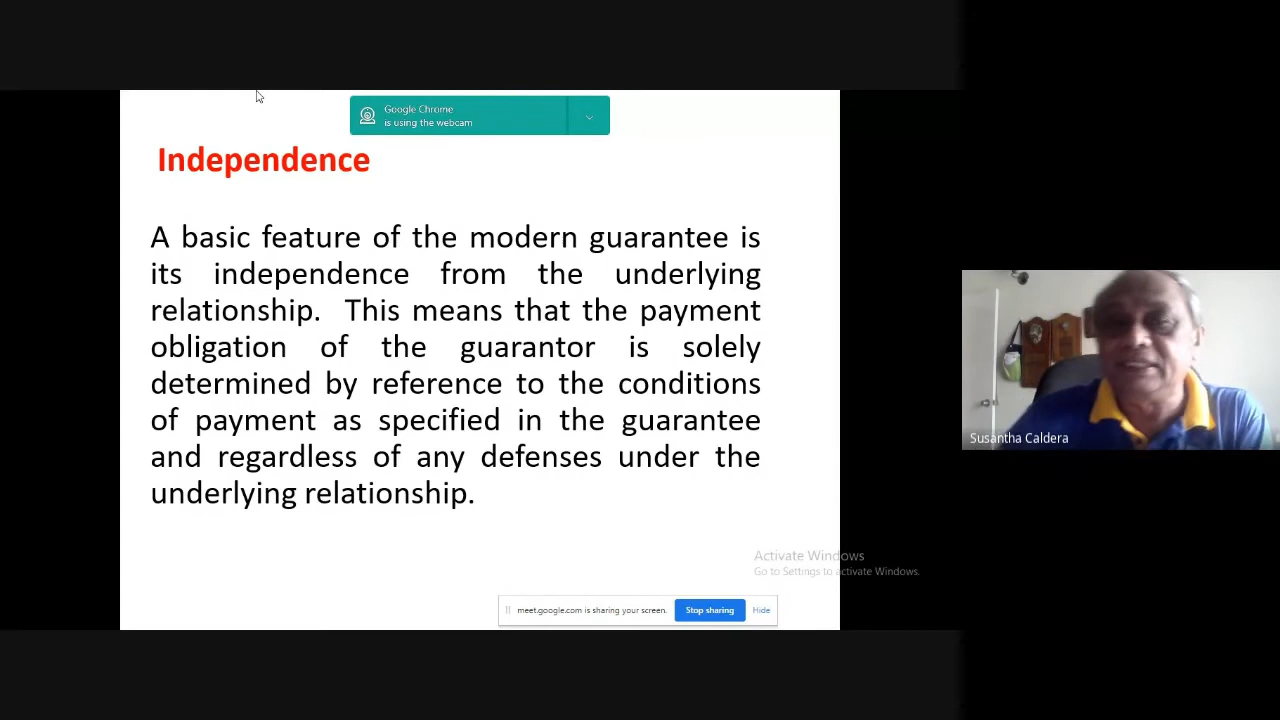 Google Chrome
is using the webcam
Independence
A basic feature of the modern guarantee is
its independence from the underlying
relationship. This means that the payment
obligation of the guarantor is solely
determined by reference to the conditions
of payment as specified in the guarantee
and regardless of any defenses under the
underlying relationship.
Susantha Caldera
Activate Windows
Go to Settings to activate Windows.
meet.google.com is sharing your screen.
Stop sharing
Hide